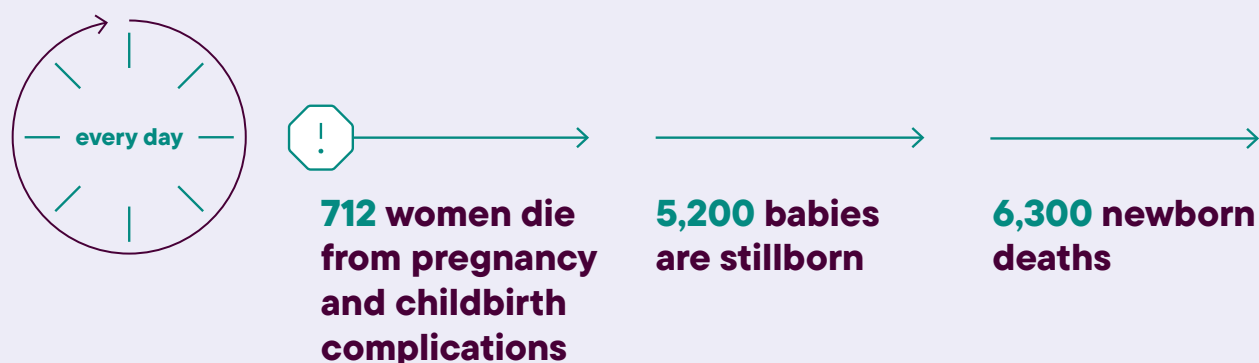 every day
!
712 women die
from pregnancy
and childbirth
complications
5,200 babies
are stillborn
6,300 newborn
deaths